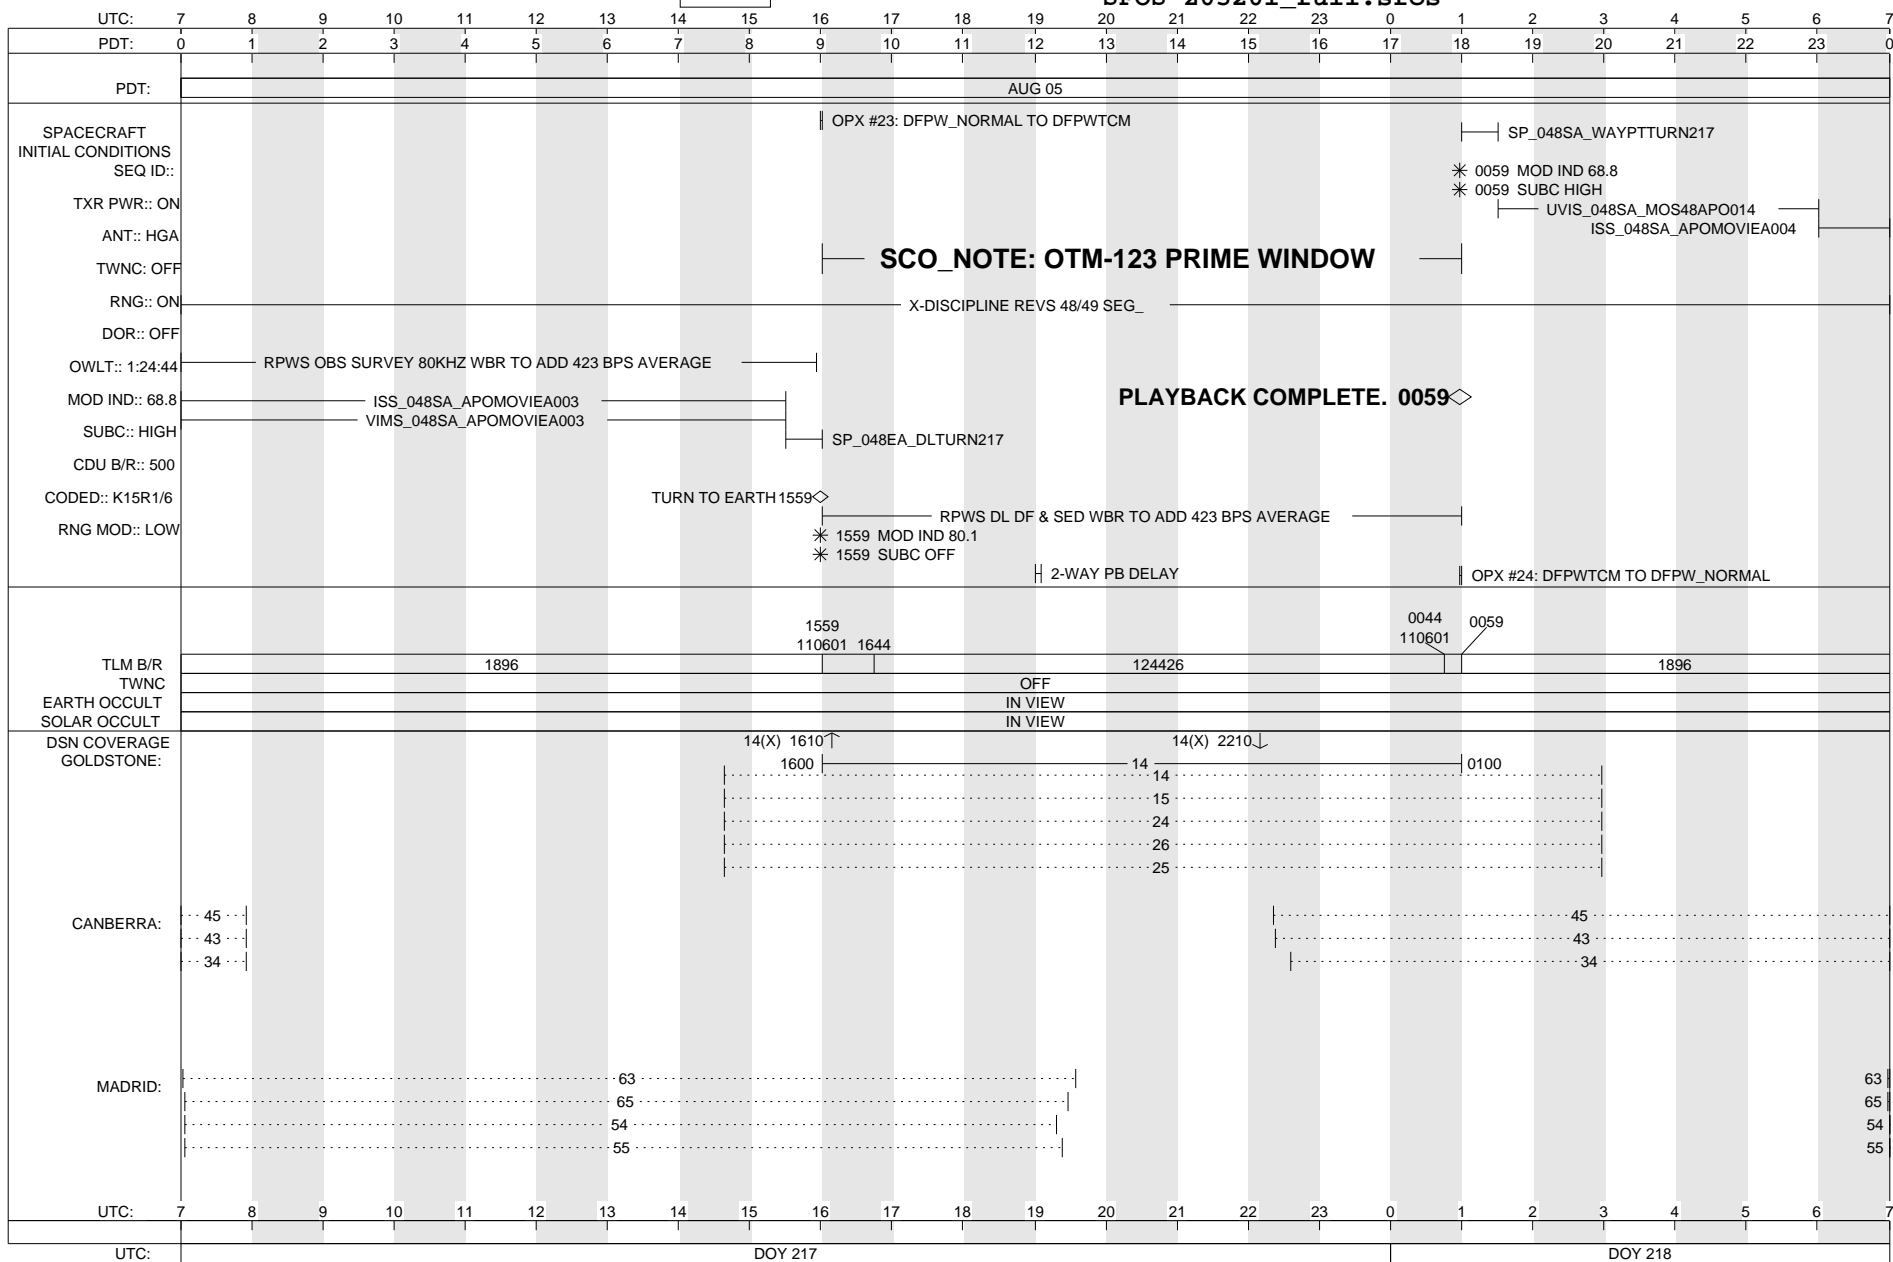 UTC: 7 8 9 10 11 12 13 14 15 16 17 18 19 20 21 22 23 0 1 2 3 4 5 6 7
PDT: 0 1 2 3 4 5 6 7 8 9 10 11 12 13 14 15 16 17 18 19 20 21 22 23 0
PDT: AUG 05
OPX #23: DFPW_NORMAL TO DFPWTCM
SPACECRAFT
SP_048SA_WAYPTTURN217
INITIAL CONDITIONS
SEQ ID::
0059 MOD IND 68.8
0059 SUBC HIGH
TXR PWR:: ON
UVIS_048SA_MOS48APO014
ISS_048SA_APOMOVIEA004
ANT:: HGA
SCO_NOTE: OTM-123 PRIME WINDOW
TWNC: OFF
RNG:: ON
X-DISCIPLINE REVS 48/49 SEG_
DOR:: OFF
OWLT:: 1:24:44
RPWS OBS SURVEY 80KHZ WBR TO ADD 423 BPS AVERAGE
MOD IND:: 68.8
ISS_048SA_APOMOVIEA003
PLAYBACK COMPLETE. 0059
VIMS_048SA_APOMOVIEA003
SUBC:: HIGH
SP_048EA_DLTURN217
CDU B/R:: 500
CODED:: K15R1/6
TURN TO EARTH 1559
RPWS DL DF & SED WBR TO ADD 423 BPS AVERAGE
RNG MOD:: LOW
1559 MOD IND 80.1
1559 SUBC OFF
2-WAY PB DELAY
OPX #24: DFPWTCM TO DFPW_NORMAL
1559 0044 0059
110601 1644 110601
TLM B/R 1896 124426 1896
TWNC OFF
EARTH OCCULT IN VIEW
SOLAR OCCULT IN VIEW
DSN COVERAGE 14(X) 1610 14(X) 2210
GOLDSTONE: 1600 14 0100
14
15
24
26
25
CANBERRA: 45 45
43 43
34 34
MADRID: 63 63
65 65
54 54
55 55
UTC: 7 8 9 10 11 12 13 14 15 16 17 18 19 20 21 22 23 0 1 2 3 4 5 6 7
UTC: DOY 217 DOY 218